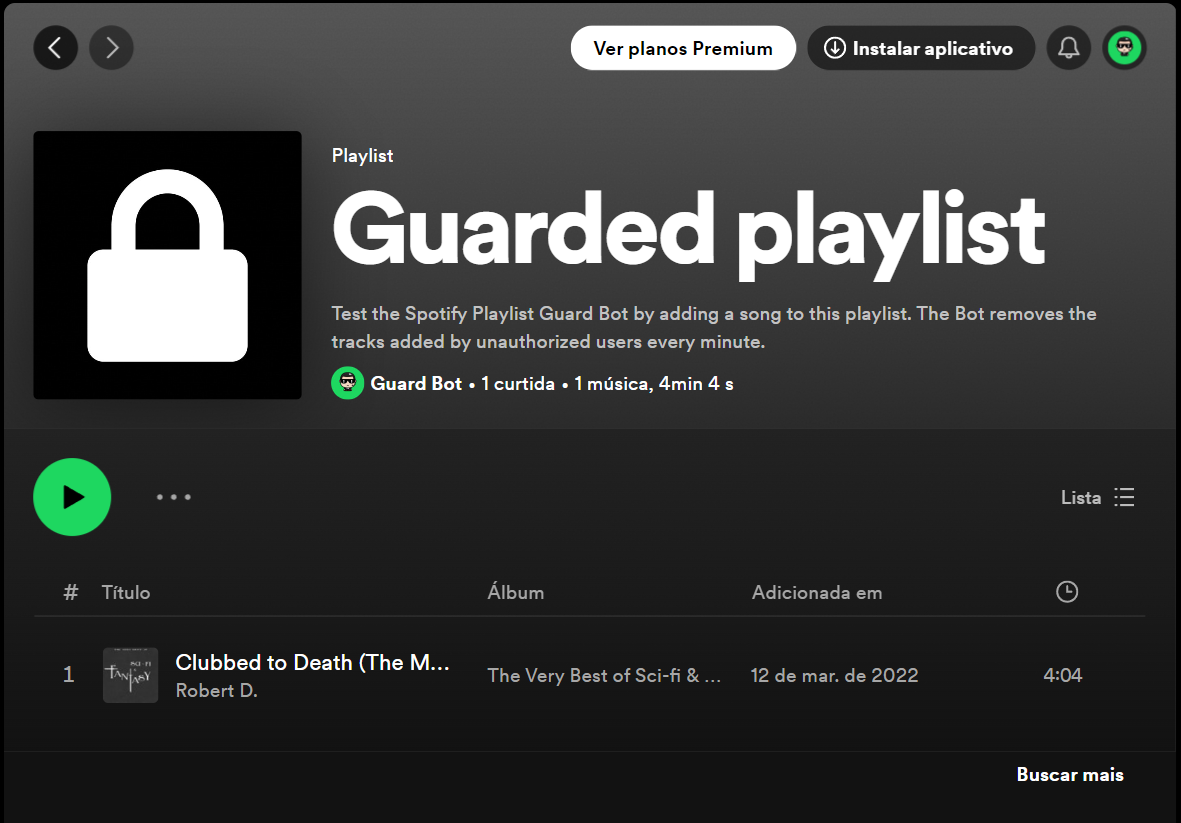 Ver planos Premium
Instalar aplicativo
Playlist
Guarded playlist
Test the Spotify Playlist Guard Bot by adding a song to this playlist. The Bot removes the
tracks added by unauthorized users every minute.
Guard Bot • 1 curtida • 1 música, 4min 4 s
Lista
# Título Álbum Adicionada em
1 Clubbed to Death (The M... The Very Best of Sci-fi & ... 12 de mar. de 2022 4:04
Robert D.
SCI-FI
FANTASY
Buscar mais